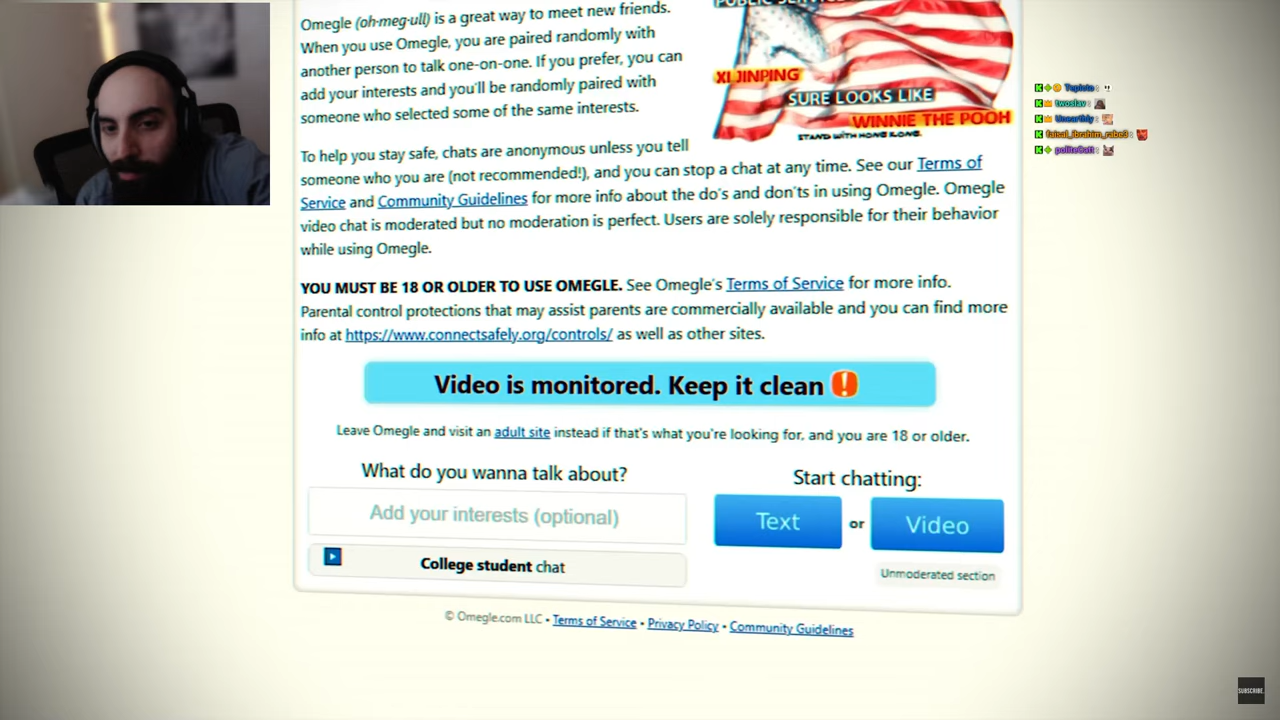 Omegle (oh·meg·ull) is a great way to meet new friends.
When you use Omegle, you are paired randomly with
another person to talk one-on-one. If you prefer, you can
add your interests and you'll be randomly paired with
someone who selected some of the same interests.
XI JINPING
SURE LOOKS LIKE
WINNIE THE POOH
STAND WITH HONG KONG.
To help you stay safe, chats are anonymous unless you tell
someone who you are (not recommended!), and you can stop a chat at any time. See our Terms of
Service and Community Guidelines for more info about the do's and don'ts in using Omegle. Omegle
video chat is moderated but no moderation is perfect. Users are solely responsible for their behavior
while using Omegle.
YOU MUST BE 18 OR OLDER TO USE OMEGLE. See Omegle's Terms of Service for more info.
Parental control protections that may assist parents are commercially available and you can find more
info at https://www.connectsafely.org/controls/ as well as other sites.
Video is monitored. Keep it clean
Leave Omegle and visit an adult site instead if that's what you're looking for, and you are 18 or older.
What do you wanna talk about?
Start chatting:
Add your interests (optional)
Text or Video
College student chat
Unmoderated section
© Omegle.com LLC • Terms of Service • Privacy Policy • Community Guidelines
twoslav :
Unearthly :
faisal_ibrahim_rabe3 :
SUBSCRIBE.